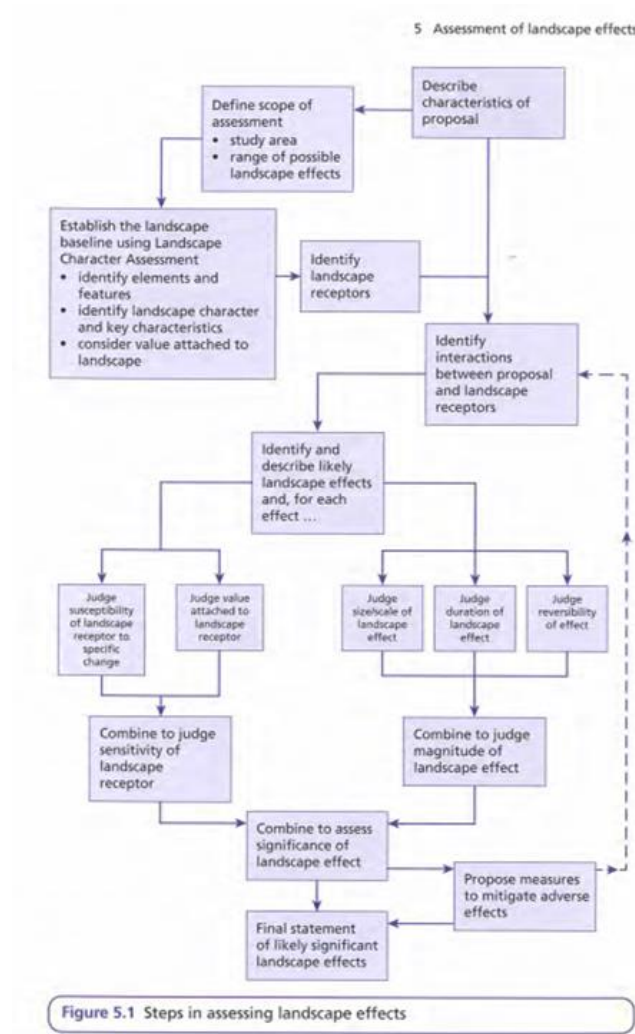 5 Assessment of landscape effects
Describe
characteristics of
proposal
Define scope of
assessment
• study area
• range of possible
landscape effects
Establish the landscape
baseline using Landscape
Character Assessment
• identify elements and
features
• identify landscape character
and key characteristics
• consider value attached to
landscape
Identify
landscape
receptors
Identify
interactions
between proposal
and landscape
receptors
Identify and
describe likely
landscape effects
and, for each
effect ...
Judge
susceptibility
of landscape
receptor to
specific
change
Judge value
attached to
landscape
receptor
Judge
size/scale of
landscape
effect
Judge
duration of
landscape
effect
Judge
reversibility
of effect
Combine to judge
sensitivity of
landscape
receptor
Combine to judge
magnitude of
landscape effect
Combine to assess
significance of
landscape effect
Propose measures
to mitigate adverse
effects
Final statement
of likely significant
landscape effects
Figure 5.1 Steps in assessing landscape effects